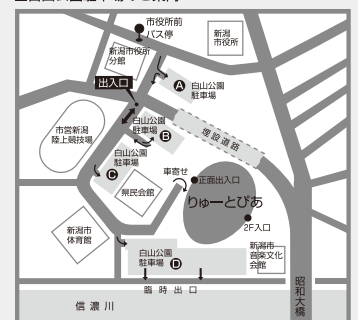 市役所前
バス停
新潟
市役所
新潟市役所
分館
出入口
A
白山公園
駐車場
白山公園
駐車場
B
埋設道路
市営新潟
陸上競技場
白山公園
駐車場
C
車寄せ
正面出入口
県民会館
りゅーとぴあ
2F入口
新潟市
体育館
白山公園
駐車場
D
新潟市
音楽文化
会館
臨時出口
昭和大橋
信濃川